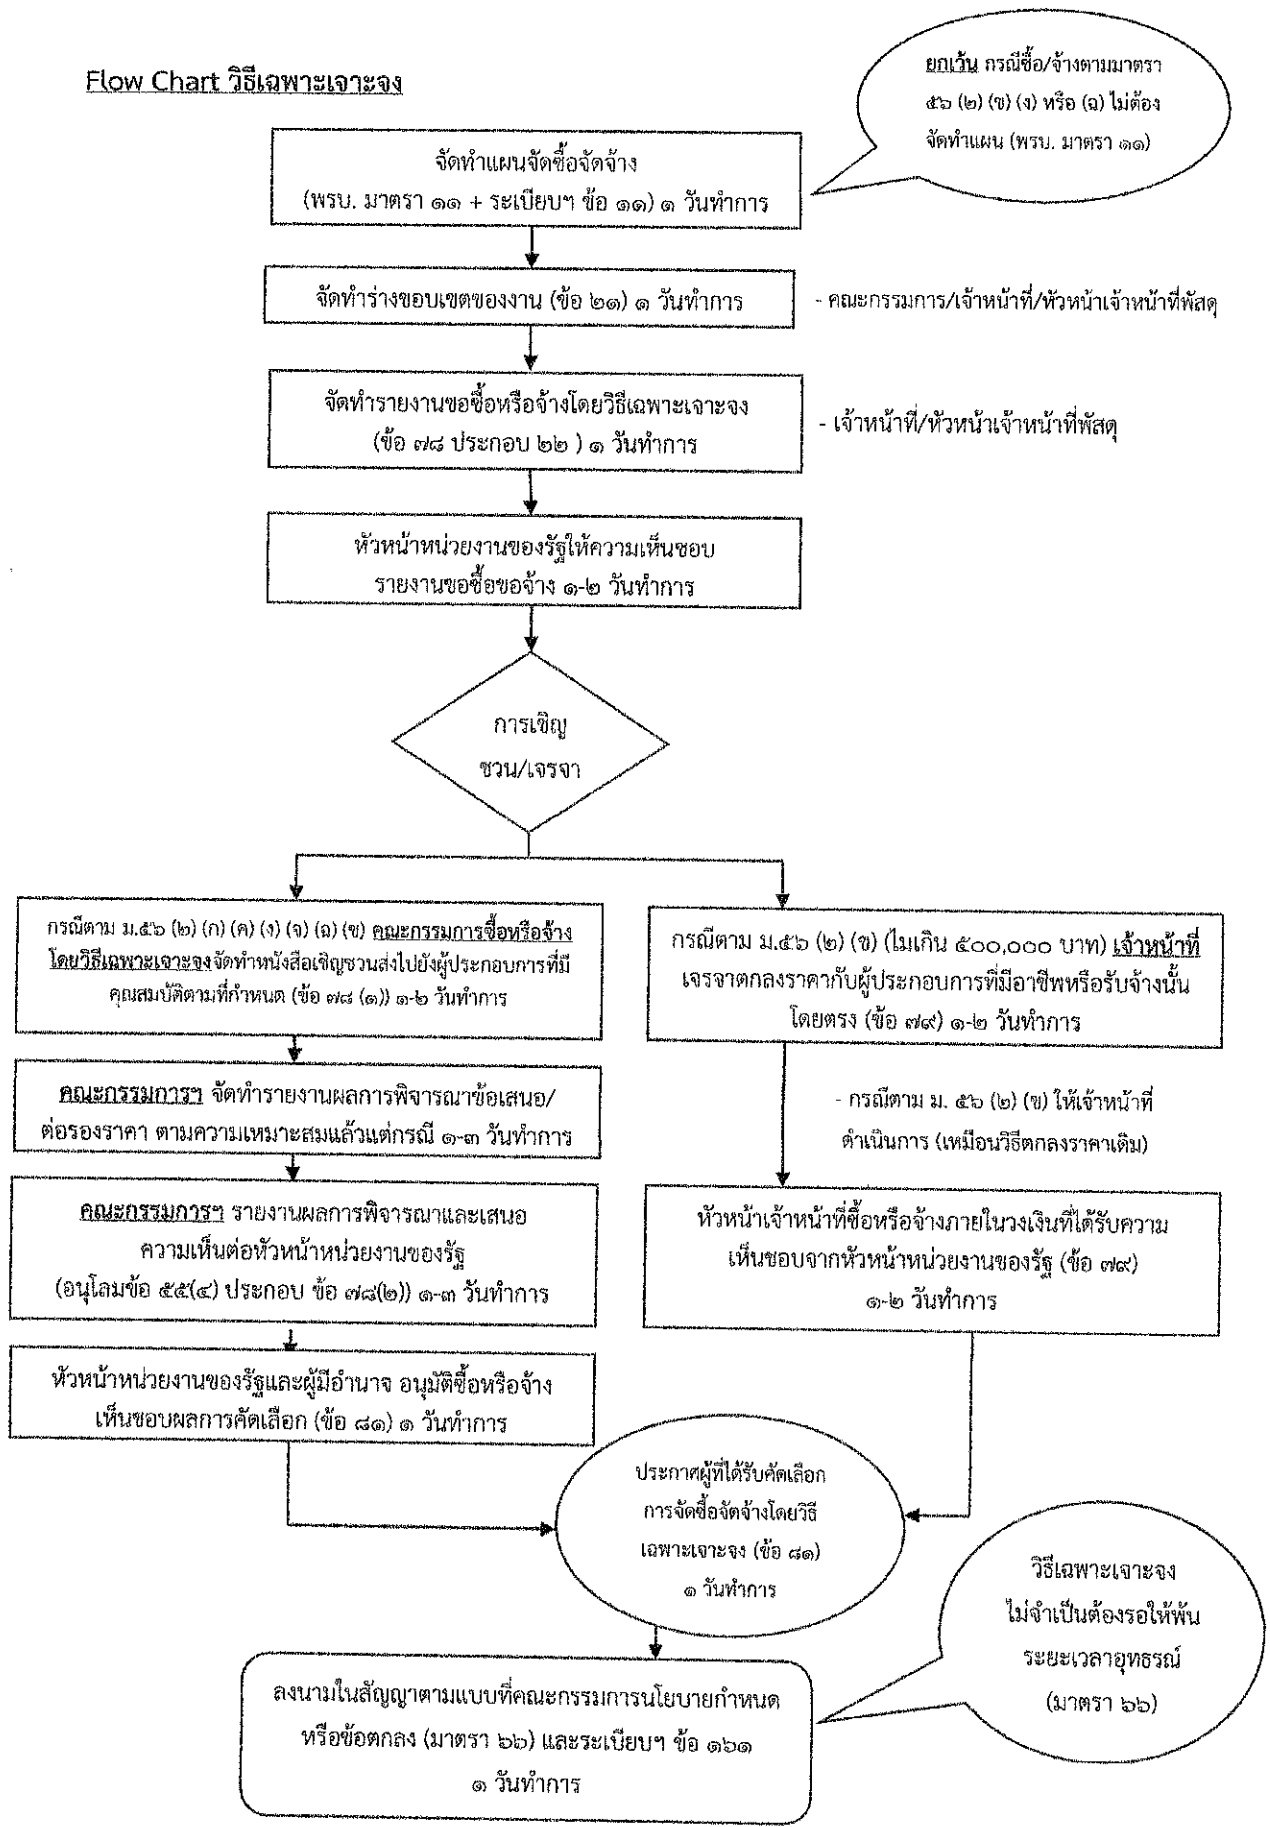 Flow Chart วิธีเฉพาะเจาะจง
ยกเว้น กรณีซื้อ/จ้างตามมาตรา
๕๖ (๒) (ข) (ง) หรือ (ฉ) ไม่ต้อง
จัดทำแผน (พรบ. มาตรา ๑๑)
จัดทำแผนจัดซื้อจัดจ้าง
(พรบ. มาตรา ๑๑ + ระเบียบฯ ข้อ ๑๑) ๑ วันทำการ
จัดทำร่างขอบเขตของงาน (ข้อ ๒๑) ๑ วันทำการ
- คณะกรรมการ/เจ้าหน้าที่/หัวหน้าเจ้าหน้าที่พัสดุ
จัดทำรายงานขอซื้อหรือจ้างโดยวิธีเฉพาะเจาะจง
(ข้อ ๗๘ ประกอบ ๒๒ ) ๑ วันทำการ
- เจ้าหน้าที่/หัวหน้าเจ้าหน้าที่พัสดุ
หัวหน้าหน่วยงานของรัฐให้ความเห็นชอบ
รายงานขอซื้อขอจ้าง ๑-๒ วันทำการ
การเชิญ
ชวน/เจรจา
กรณีตาม ม.๕๖ (๒) (ก) (ค) (ง) (จ) (ฉ) (ช) คณะกรรมการซื้อหรือจ้าง
โดยวิธีเฉพาะเจาะจงจัดทำหนังสือเชิญชวนส่งไปยังผู้ประกอบการที่มี
คุณสมบัติตามที่กำหนด (ข้อ ๗๘ (๑)) ๑-๒ วันทำการ
คณะกรรมการฯ จัดทำรายงานผลการพิจารณาข้อเสนอ/
ต่อรองราคา ตามความเหมาะสมแล้วแต่กรณี ๑-๓ วันทำการ
คณะกรรมการฯ รายงานผลการพิจารณาและเสนอ
ความเห็นต่อหัวหน้าหน่วยงานของรัฐ
(อนุโลมข้อ ๕๕(๔) ประกอบ ข้อ ๗๘(๒)) ๑-๓ วันทำการ
หัวหน้าหน่วยงานของรัฐและผู้มีอำนาจ อนุมัติซื้อหรือจ้าง
เห็นชอบผลการคัดเลือก (ข้อ ๘๑) ๑ วันทำการ
กรณีตาม ม.๕๖ (๒) (ข) (ไมเกิน ๕๐๐,๐๐๐ บาท) เจ้าหน้าที่
เจรจาตกลงราคากับผู้ประกอบการที่มีอาชีพหรือรับจ้างนั้น
โดยตรง (ข้อ ๗๙) ๑-๒ วันทำการ
- กรณีตาม ม. ๕๖ (๒) (ข) ให้เจ้าหน้าที่
ดำเนินการ (เหมือนวิธีตกลงราคาเดิม)
หัวหน้าเจ้าหน้าที่ซื้อหรือจ้างภายในวงเงินที่ได้รับความ
เห็นชอบจากหัวหน้าหน่วยงานของรัฐ (ข้อ ๗๙)
๑-๒ วันทำการ
ประกาศผู้ที่ได้รับคัดเลือก
การจัดซื้อจัดจ้างโดยวิธี
เฉพาะเจาะจง (ข้อ ๘๑)
๑ วันทำการ
วิธีเฉพาะเจาะจง
ไม่จำเป็นต้องรอให้พ้น
ระยะเวลาอุทธรณ์
(มาตรา ๖๖)
ลงนามในสัญญาตามแบบที่คณะกรรมการนโยบายกำหนด
หรือข้อตกลง (มาตรา ๖๖) และระเบียบฯ ข้อ ๑๖๑
๑ วันทำการ